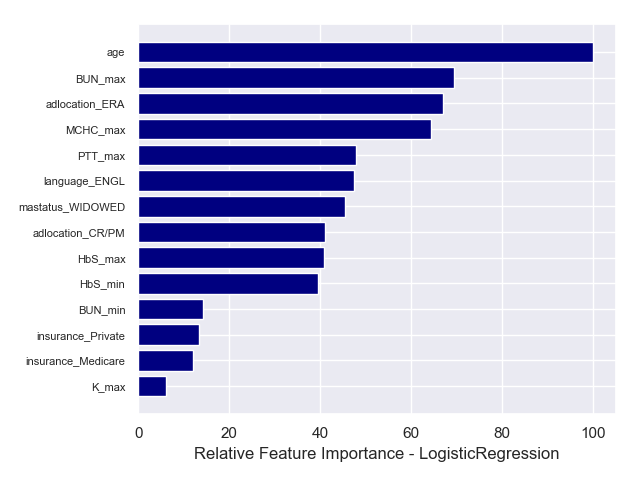 age
BUN_max
adlocation_ERA
MCHC_max
PTT_max
language_ENGL
mastatus_WIDOWED
adlocation_CR/PM
HbS_max
HbS_min
BUN_min
insurance_Private
insurance_Medicare
K_max
0 20 40 60 80 100
Relative Feature Importance - LogisticRegression